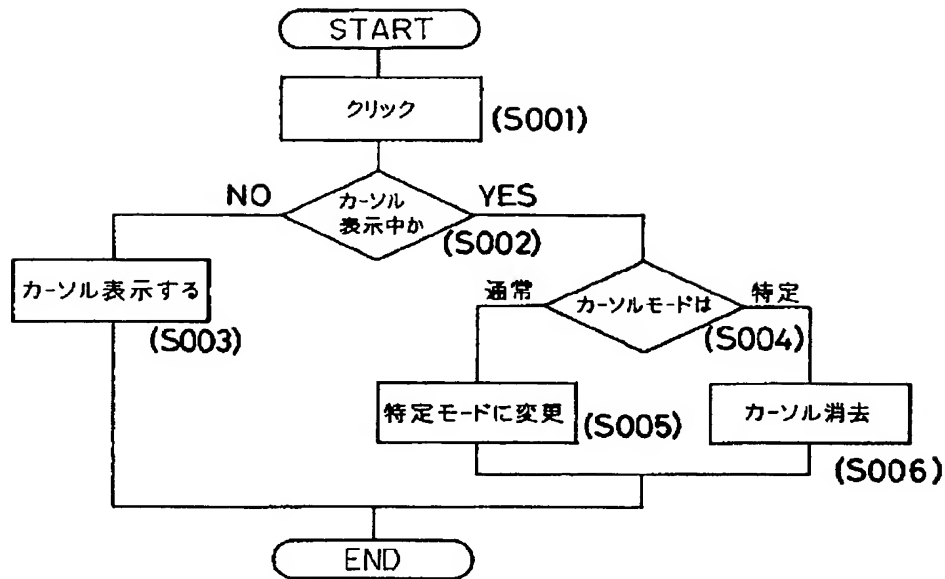 START
クリック
(S001)
NO
カーソル
表示中か
YES
(S002)
カーソル表示する
(S003)
通常
カーソルモードは
特定
(S004)
特定モードに変更
(S005)
カーソル消去
(S006)
END